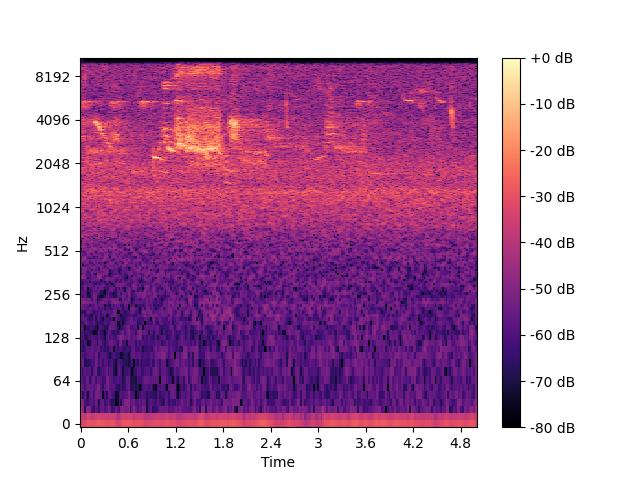 8192
4096
2048
1024
512
256
128
64
0
Hz
0 0.6 1.2 1.8 2.4 3 3.6 4.2 4.8
Time
+0 dB
-10 dB
-20 dB
-30 dB
-40 dB
-50 dB
-60 dB
-70 dB
-80 dB